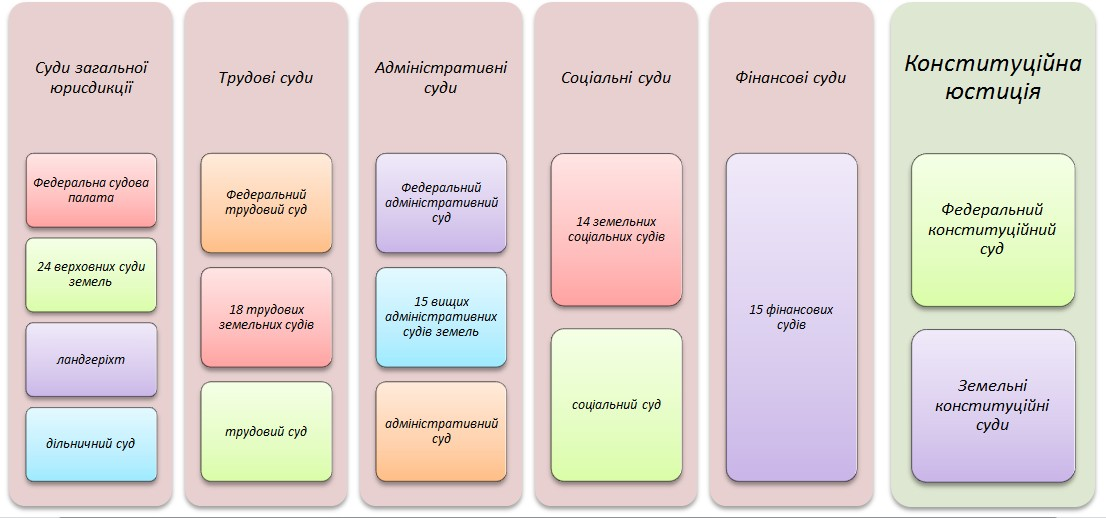 Суди загальної
юрисдикції
Федеральна судова
палата
24 верховних суди
земель
ландгеріхт
дільничний суд
Трудові суди
Федеральний
трудовий суд
18 трудових
земельних судів
трудовий суд
Адміністративні
суди
Федеральний
адміністративний
суд
15 вищих
адміністративних
судів земель
адміністративний
суд
Соціальні суди
14 земельних
соціальних судів
соціальний суд
Фінансові суди
15 фінансових
судів
Конституційна
юстиція
Федеральний
конституційний
суд
Земельні
конституційні
суди